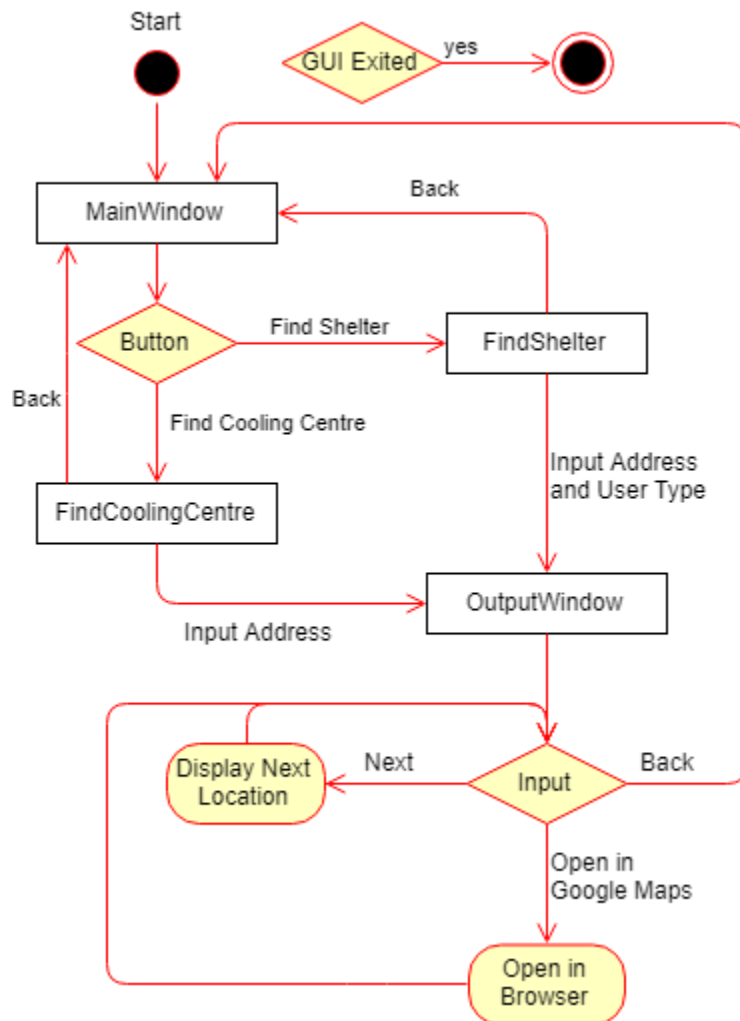 Start
GUI Exited
yes
Back
MainWindow
Button
Find Shelter
FindShelter
Back
Find Cooling Centre
Input Address
and User Type
FindCoolingCentre
OutputWindow
Input Address
Display Next
Location
Next
Input
Back
Open in
Google Maps
Open in
Browser